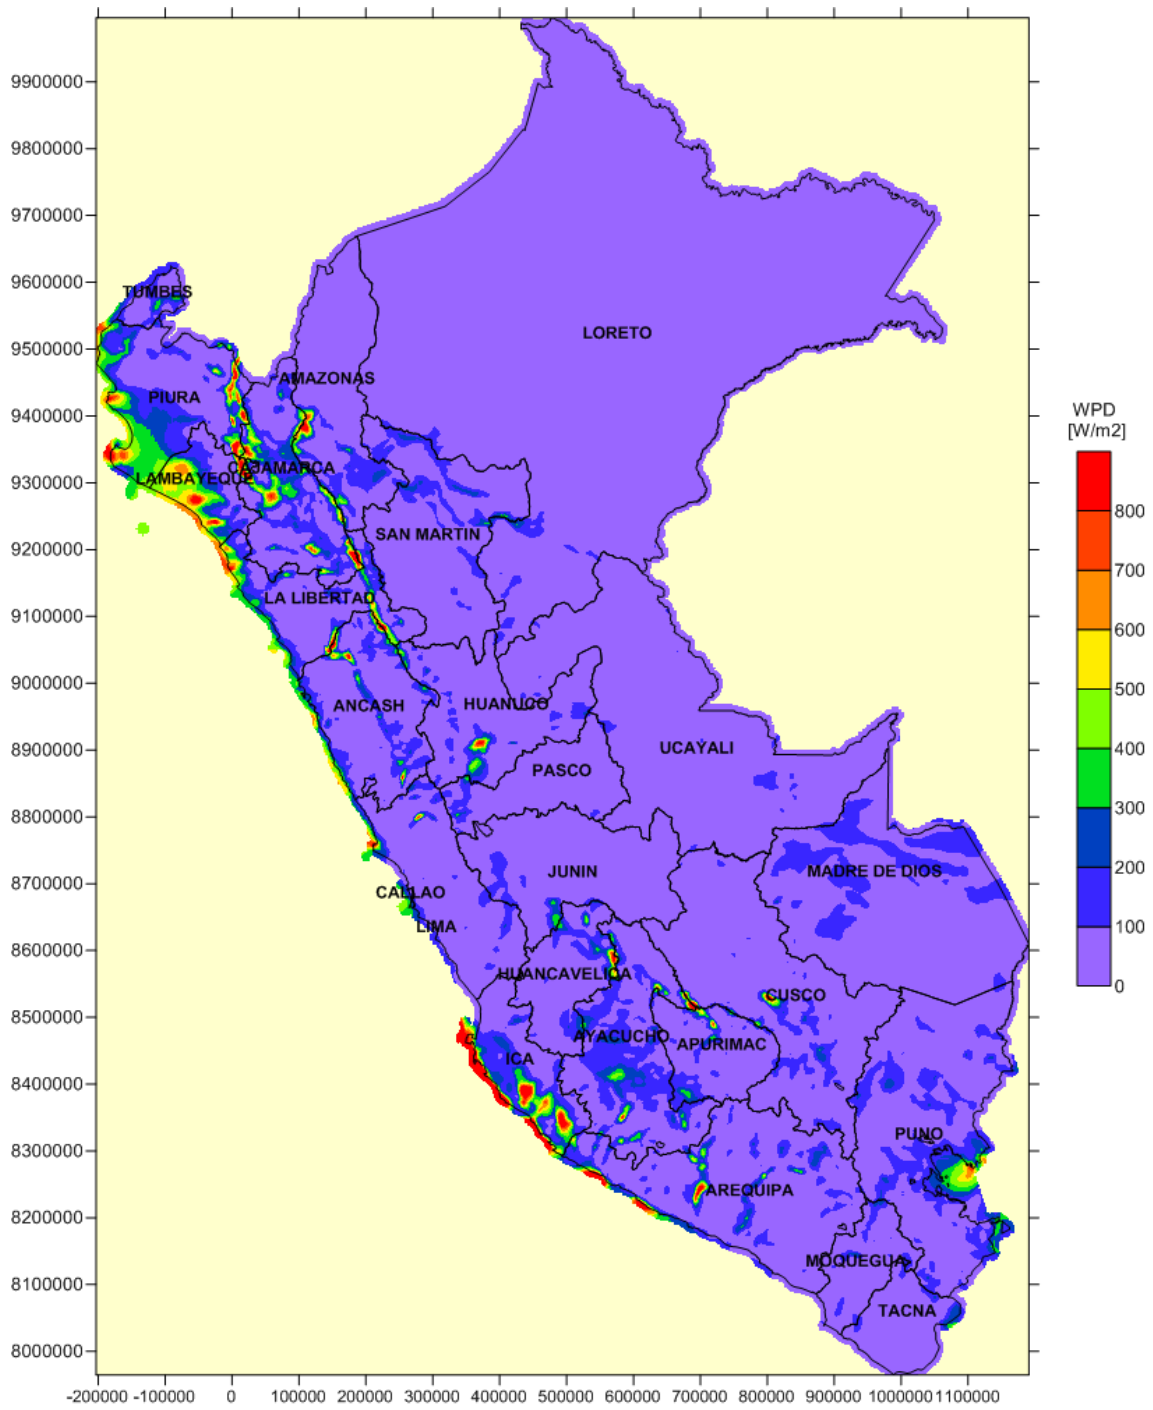 9900000
9800000
9700000
9600000
TUMBES
9500000
LORETO
AMAZONAS
PIURA
9400000
WPD
[W/m2]
CAJAMARCA
LAMBAYEQUE
9300000
800
SAN MARTIN
9200000
700
LA LIBERTAD
9100000
600
9000000
500
ANCASH
HUANUCO
UCAYALI
8900000
400
PASCO
8800000
300
JUNIN
MADRE DE DIOS
200
8700000
CALLAO
LIMA
100
8600000
HUANCAVELICA
0
CUSCO
8500000
AYACUCHO
APURIMAC
ICA
8400000
PUNO
8300000
AREQUIPA
8200000
MOQUEGUA
8100000
TACNA
8000000
-200000 -100000 0 100000 200000 300000 400000 500000 600000 700000 800000 900000 1000000 1100000